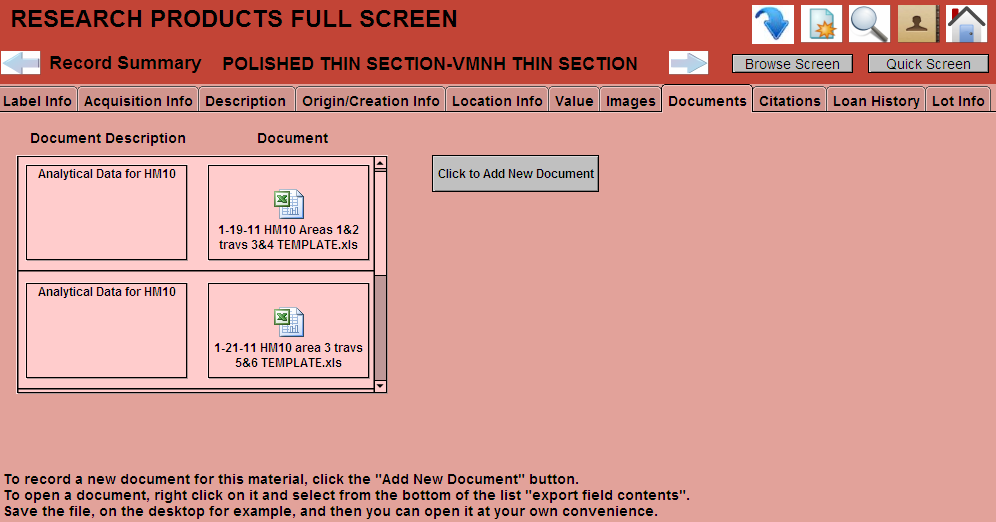 RESEARCH PRODUCTS FULL SCREEN
Record Summary POLISHED THIN SECTION-VMNH THIN SECTION Browse Screen Quick Screen
Label Info Acquisition Info Description Origin/Creation Info Location Info Value Images Documents Citations Loan History Lot Info
Document Description Document
Analytical Data for HM10
1-19-11 HM10 Areas 1&2
travs 3&4 TEMPLATE.xls
Click to Add New Document
Analytical Data for HM10
1-21-11 HM10 area 3 travs
5&6 TEMPLATE.xls
To record a new document for this material, click the "Add New Document" button.
To open a document, right click on it and select from the bottom of the list "export field contents".
Save the file, on the desktop for example, and then you can open it at your own convenience.